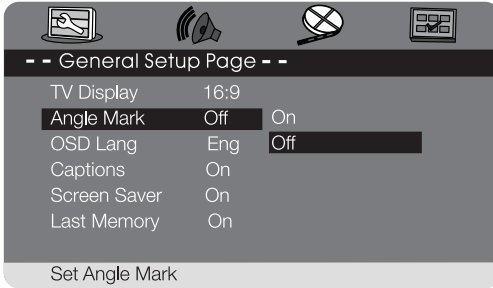 - - General Setup Page - -
TV Display 16:9
Angle Mark Off On
OSD Lang Eng Off
Captions On
Screen Saver On
Last Memory On
Set Angle Mark